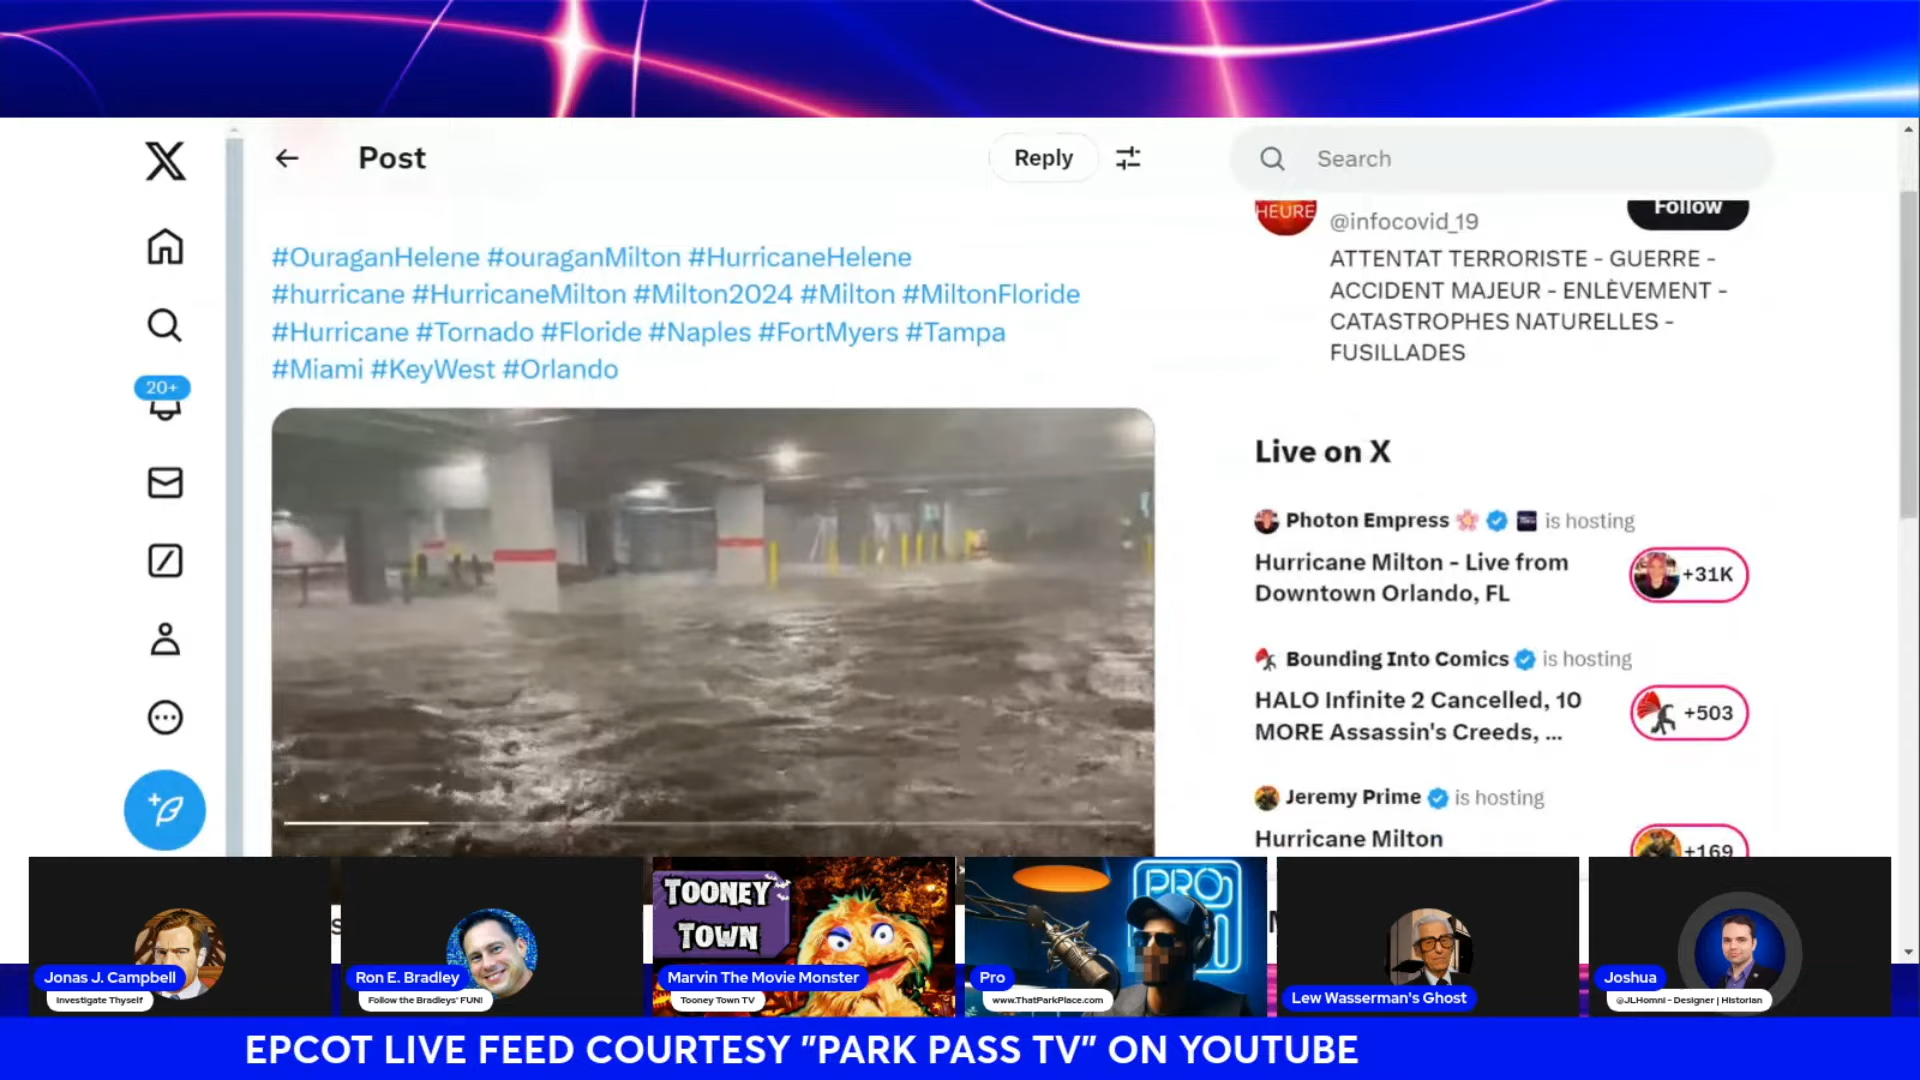 Post
Reply
Search
#OuraganHelene #ouraganMilton #HurricaneHelene
#hurricane #HurricaneMilton #Milton2024 #Milton #MiltonFloride
#Hurricane #Tornado #Floride #Naples #FortMyers #Tampa
#Miami #KeyWest #Orlando
20+
HEURE
@infocovid_19
Follow
ATTENTAT TERRORISTE - GUERRE -
ACCIDENT MAJEUR - ENLÈVEMENT -
CATASTROPHES NATURELLES -
FUSILLADES
Live on X
Photon Empress is hosting
Hurricane Milton - Live from
Downtown Orlando, FL
+31K
Bounding Into Comics is hosting
HALO Infinite 2 Cancelled, 10
MORE Assassin's Creeds, ...
+503
Jeremy Prime is hosting
Hurricane Milton
+169
Jonas J. Campbell
Investigate Thyself
Ron E. Bradley
Follow the Bradleys' FUN!
TOONEY
TOWN
Marvin The Movie Monster
Tooney Town TV
PRO
Pro
www.ThatParkPlace.com
Lew Wasserman's Ghost
Joshua
@JLHomni - Designer | Historian
EPCOT LIVE FEED COURTESY "PARK PASS TV" ON YOUTUBE